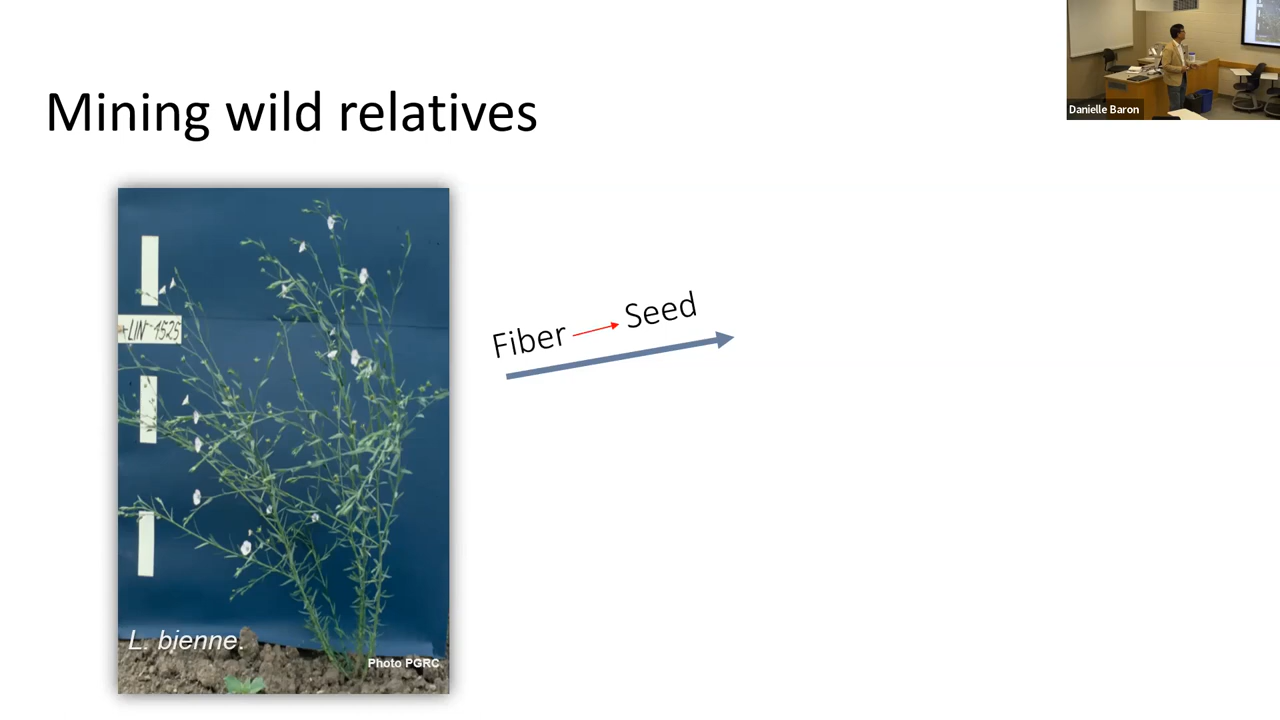 Danielle Baron
Mining wild relatives
Fiber → Seed
LIN-1525
L. bienne.
Photo PGRC